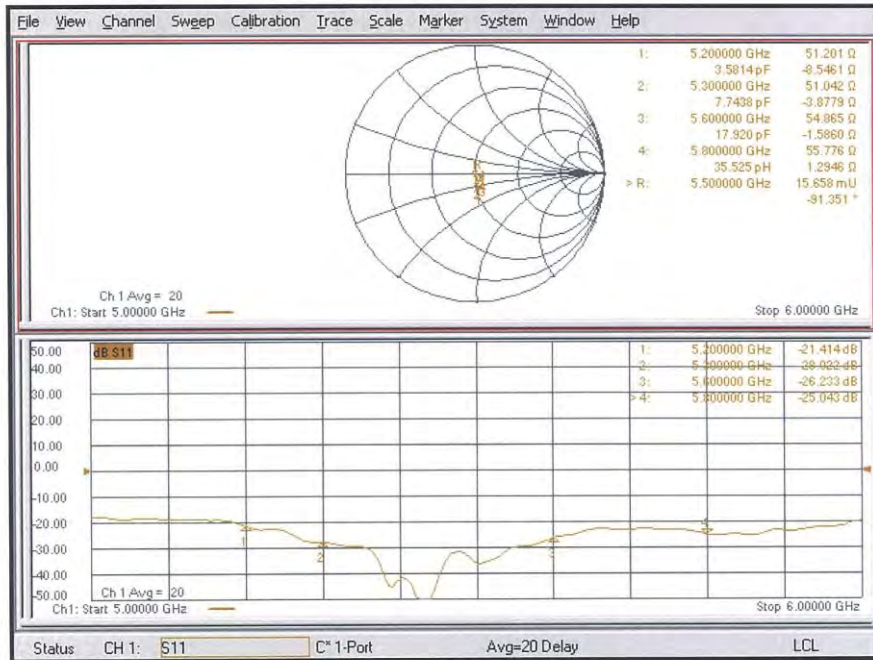 File View Channel Sweep Calibration Trace Scale Marker System Window Help
1: 5.200000 GHz 51.201 Ω
3.5814 pF -8.5461 Ω
2: 5.300000 GHz 51.042 Ω
7.7438 pF -3.8779 Ω
3: 5.600000 GHz 54.865 Ω
17.920 pF -1.5860 Ω
4: 5.800000 GHz 55.776 Ω
35.525 pH 1.2946 Ω
> R: 5.500000 GHz 15.658 mU
-91.351 °
Ch 1 Avg = 20
Ch1: Start 5.00000 GHz
Stop 6.00000 GHz
50.00
dB S11
1: 5.200000 GHz -21.414 dB
40.00
2: 5.300000 GHz -28.022 dB
30.00
3: 5.600000 GHz -26.233 dB
> 4: 5.800000 GHz -25.043 dB
20.00
10.00
0.00
-10.00
-20.00
1
2
3
4
-30.00
-40.00
-50.00
Ch 1 Avg = 20
Ch1: Start 5.00000 GHz
Stop 6.00000 GHz
Status CH 1: S11 C* 1-Port Avg=20 Delay LCL